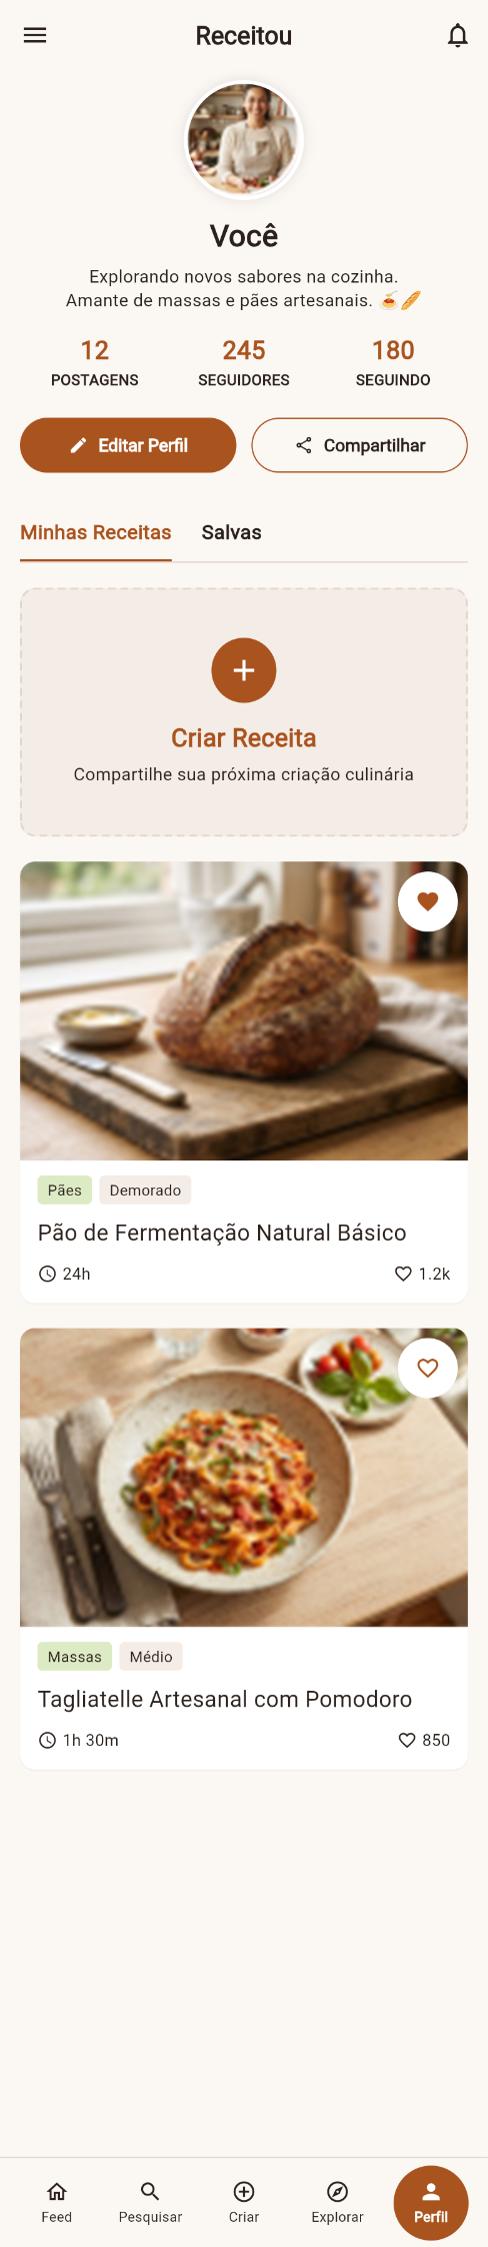 Receitou
Você
Explorando novos sabores na cozinha.
Amante de massas e pães artesanais. 🍝🥖
12 245 180
POSTAGENS SEGUIDORES SEGUINDO
Editar Perfil Compartilhar
Minhas Receitas Salvas
Criar Receita
Compartilhe sua próxima criação culinária
Pães Demorado
Pão de Fermentação Natural Básico
24h 1.2k
Massas Médio
Tagliatelle Artesanal com Pomodoro
1h 30m 850
Feed Pesquisar Criar Explorar Perfil